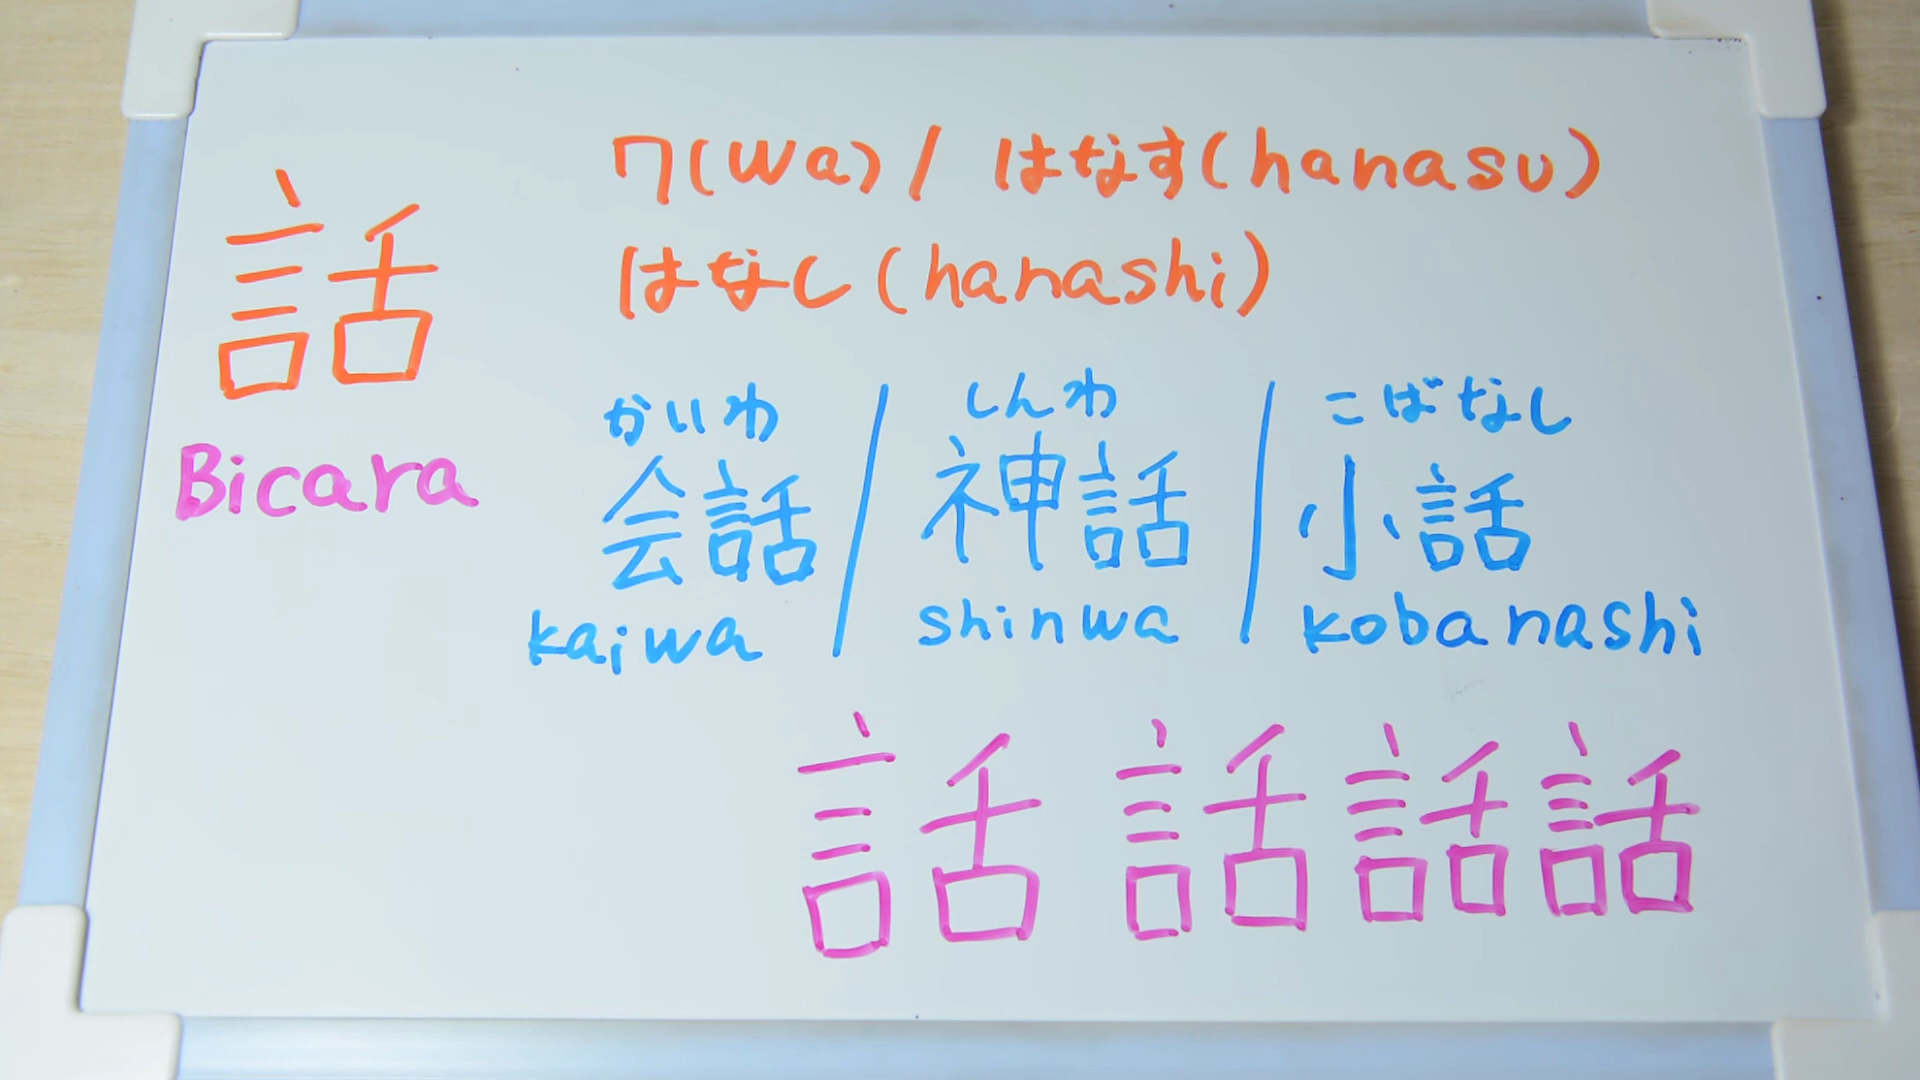 話
ワ(wa) / はなす(hanasu)
はなし(hanashi)
Bicara
かいわ / しんわ / こばなし
会話 / 神話 / 小話
kaiwa / shinwa / kobanashi
話 話 話 話